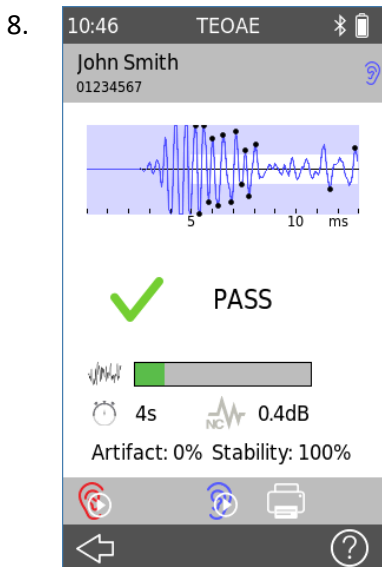 8.
10:46 TEOAE
John Smith
01234567
5 10 ms
PASS
4s NC 0.4dB
Artifact: 0% Stability: 100%
?